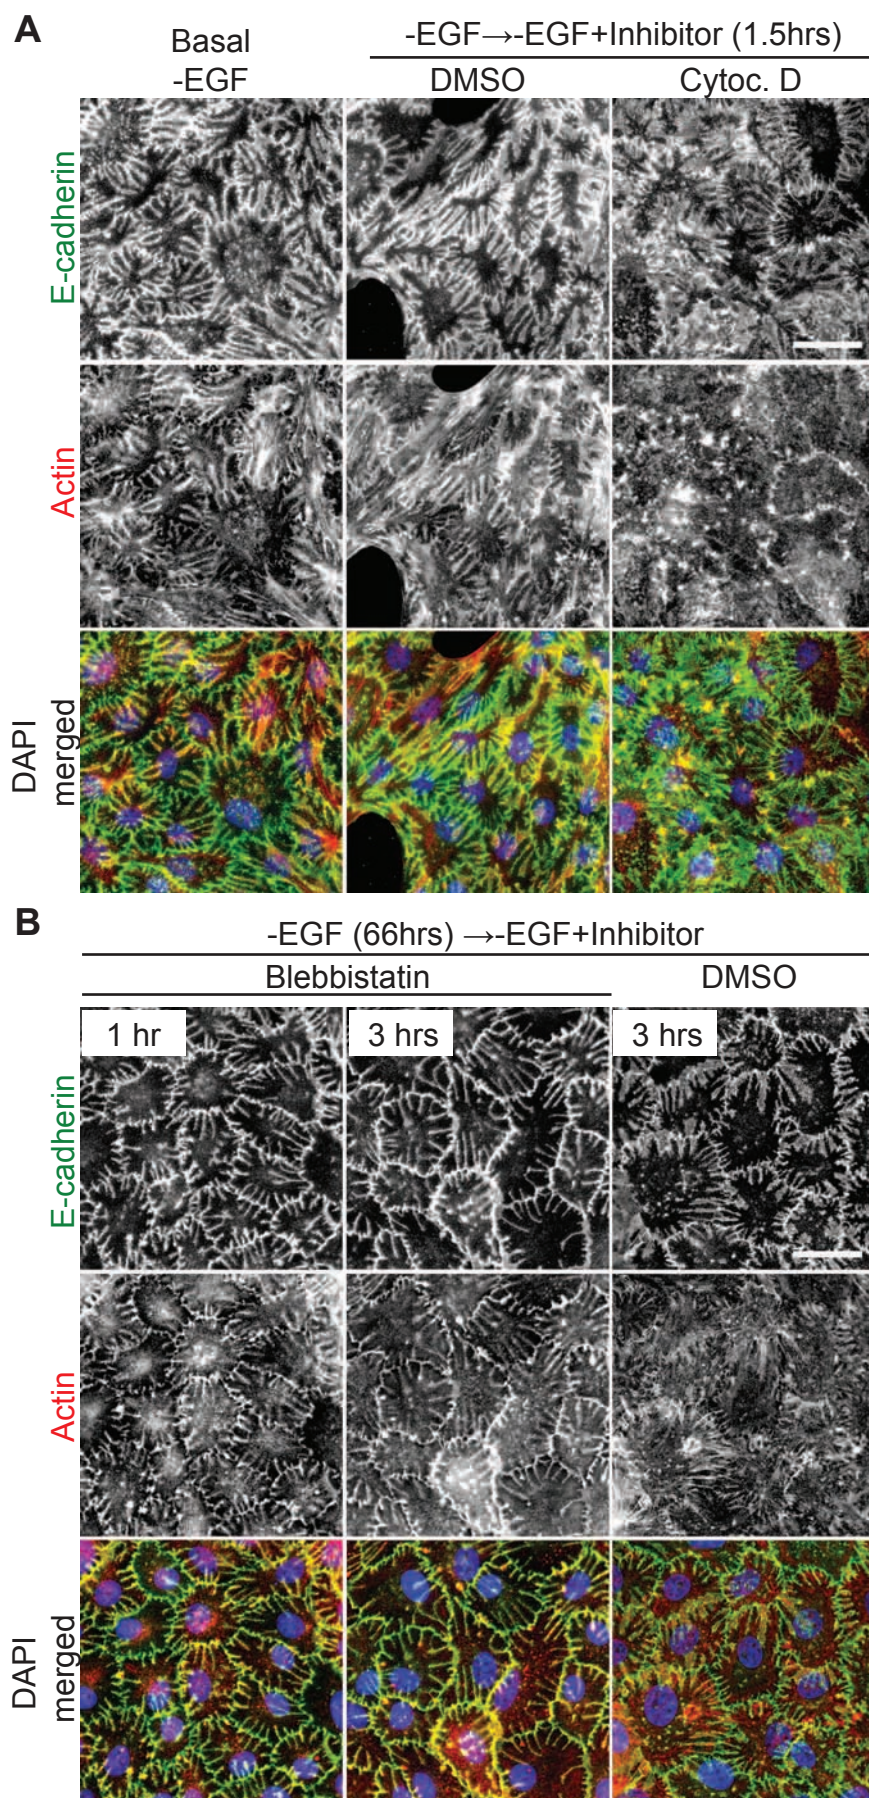 A
Basal
-EGF
-EGF→-EGF+Inhibitor (1.5hrs)
DMSO
Cytoc. D
E-cadherin
Actin
DAPI
merged
B
-EGF (66hrs) →-EGF+Inhibitor
Blebbistatin
DMSO
1 hr
3 hrs
3 hrs
E-cadherin
Actin
DAPI
merged